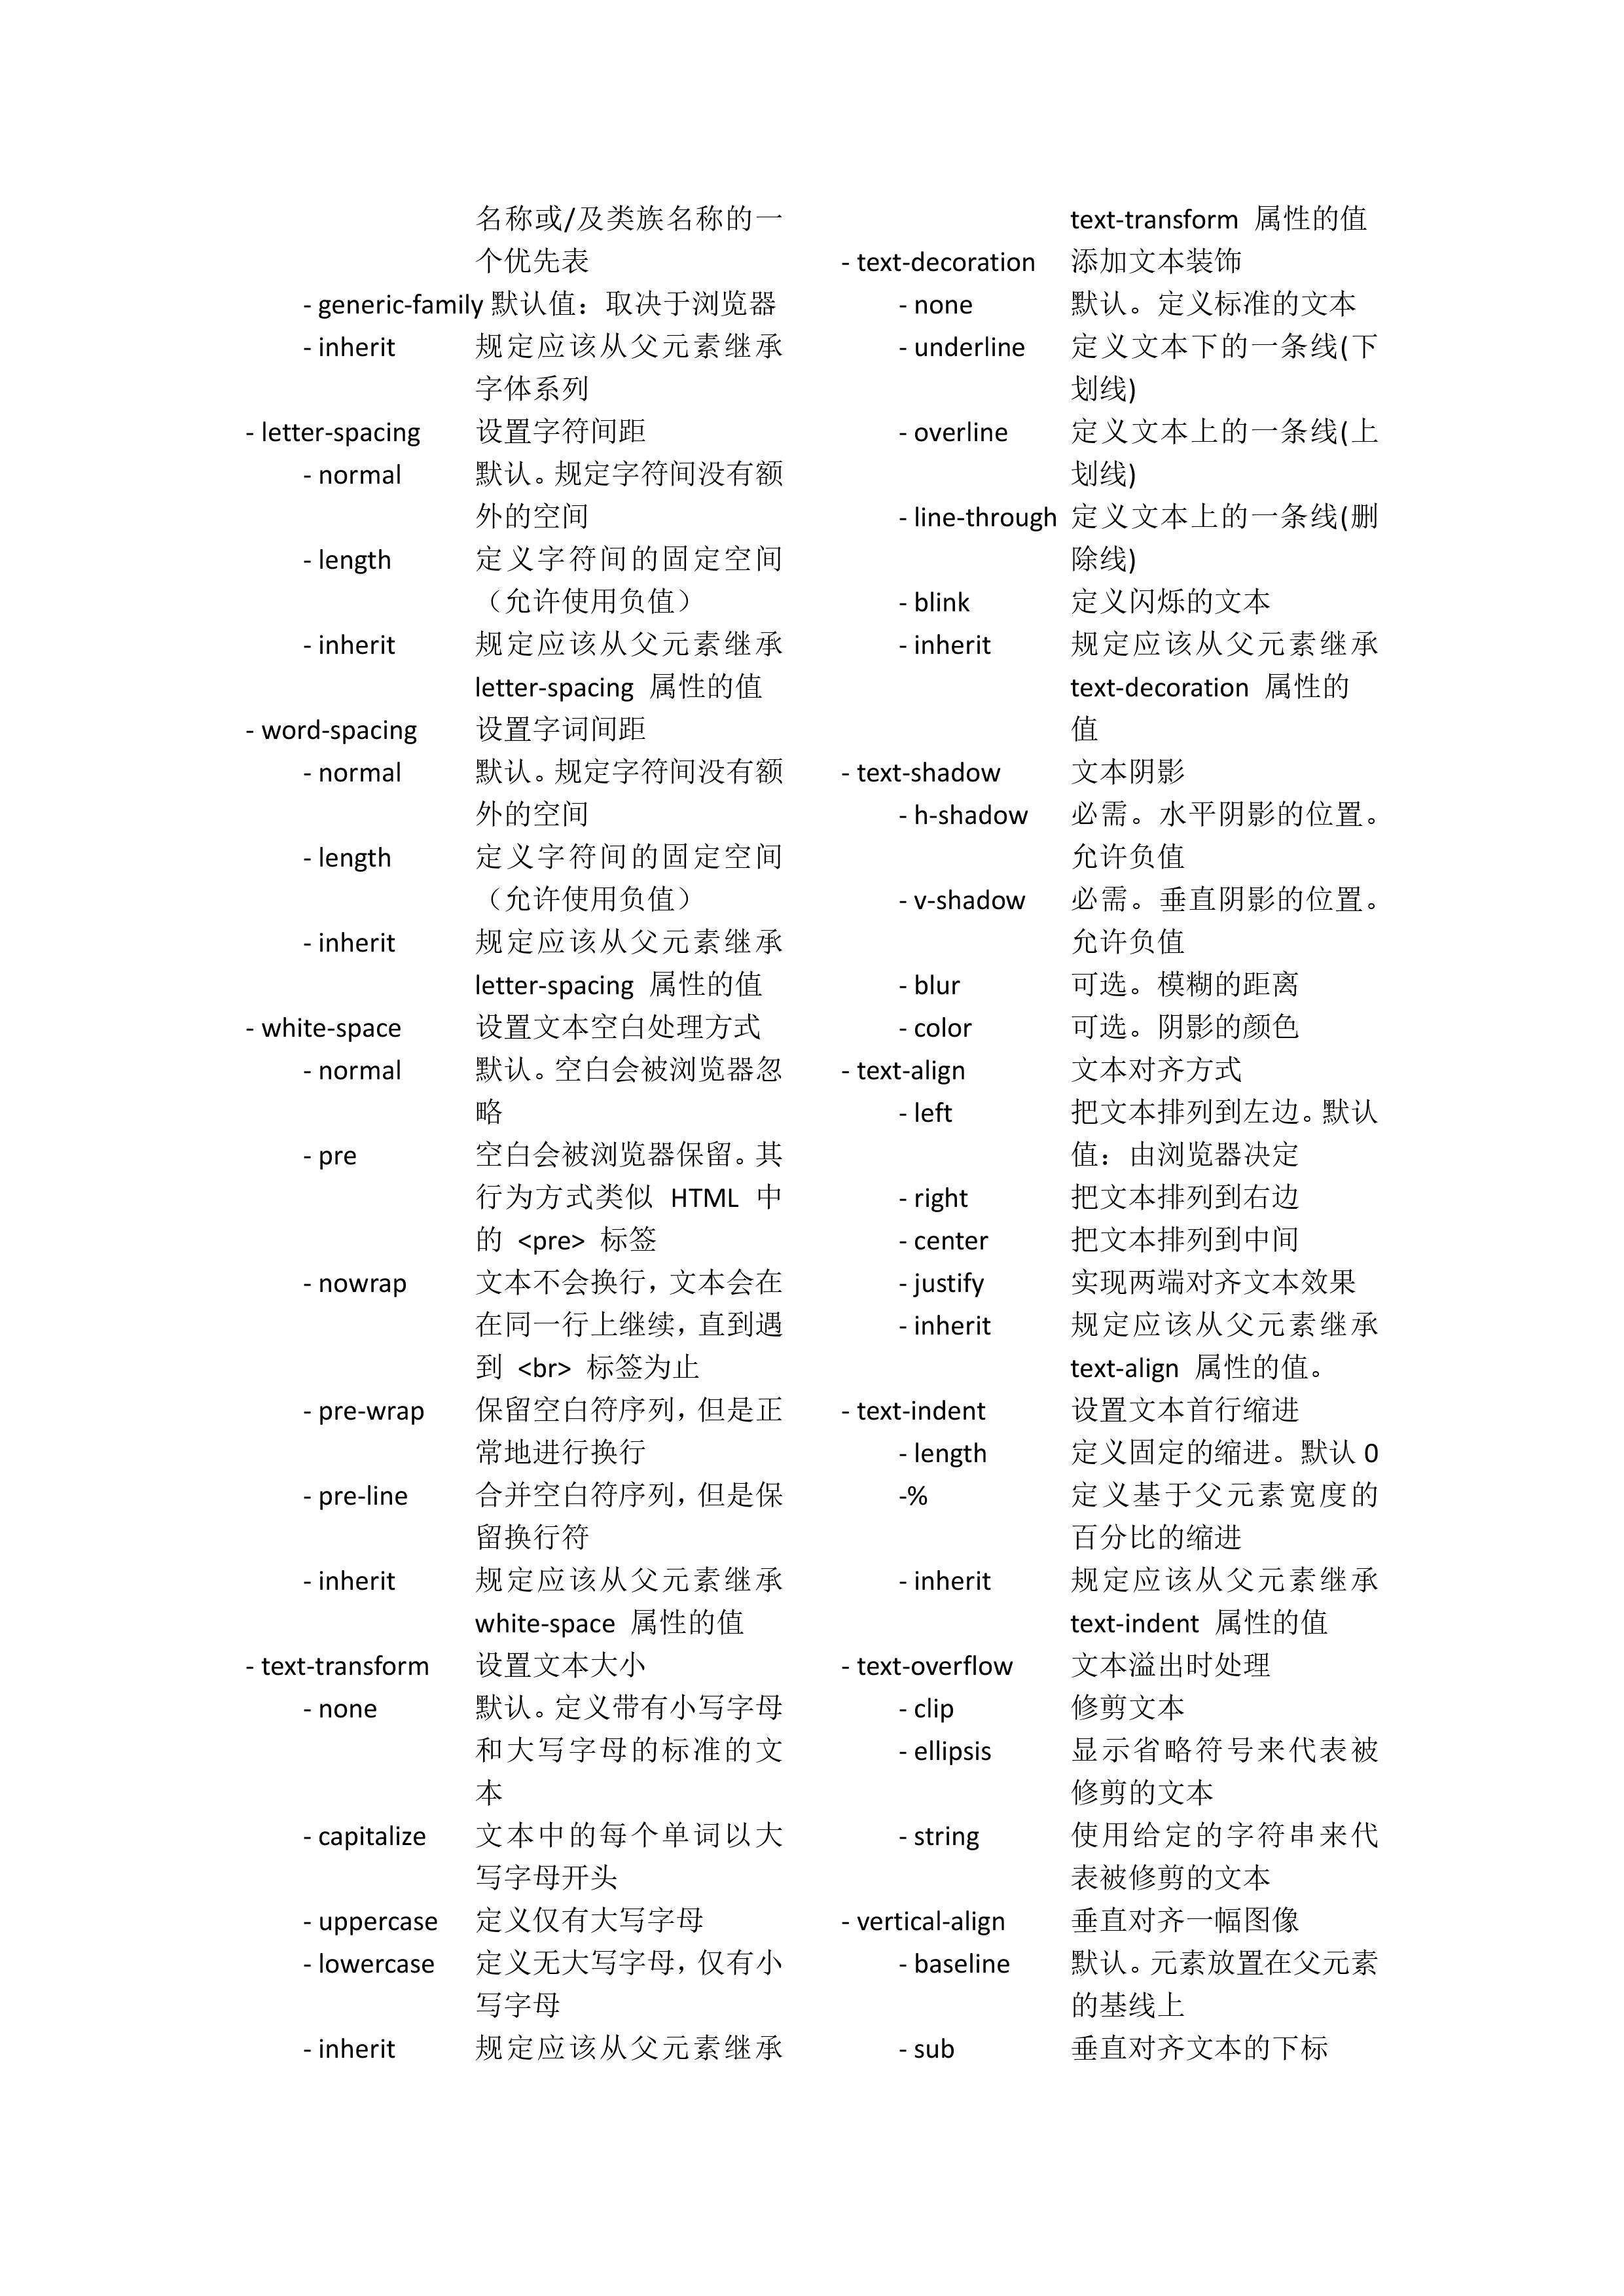 名称或/及类族名称的一
个优先表
- generic-family 默认值：取决于浏览器
- inherit 规定应该从父元素继承
字体系列
- letter-spacing 设置字符间距
- normal 默认。规定字符间没有额
外的空间
- length 定义字符间的固定空间
（允许使用负值）
- inherit 规定应该从父元素继承
letter-spacing 属性的值
- word-spacing 设置字词间距
- normal 默认。规定字符间没有额
外的空间
- length 定义字符间的固定空间
（允许使用负值）
- inherit 规定应该从父元素继承
letter-spacing 属性的值
- white-space 设置文本空白处理方式
- normal 默认。空白会被浏览器忽
略
- pre 空白会被浏览器保留。其
行为方式类似 HTML 中
的 <pre> 标签
- nowrap 文本不会换行，文本会在
在同一行上继续，直到遇
到 <br> 标签为止
- pre-wrap 保留空白符序列，但是正
常地进行换行
- pre-line 合并空白符序列，但是保
留换行符
- inherit 规定应该从父元素继承
white-space 属性的值
- text-transform 设置文本大小
- none 默认。定义带有小写字母
和大写字母的标准的文
本
- capitalize 文本中的每个单词以大
写字母开头
- uppercase 定义仅有大写字母
- lowercase 定义无大写字母，仅有小
写字母
- inherit 规定应该从父元素继承
text-transform 属性的值
- text-decoration 添加文本装饰
- none 默认。定义标准的文本
- underline 定义文本下的一条线(下
划线)
- overline 定义文本上的一条线(上
划线)
- line-through 定义文本上的一条线(删
除线)
- blink 定义闪烁的文本
- inherit 规定应该从父元素继承
text-decoration 属性的
值
- text-shadow 文本阴影
- h-shadow 必需。水平阴影的位置。
允许负值
- v-shadow 必需。垂直阴影的位置。
允许负值
- blur 可选。模糊的距离
- color 可选。阴影的颜色
- text-align 文本对齐方式
- left 把文本排列到左边。默认
值：由浏览器决定
- right 把文本排列到右边
- center 把文本排列到中间
- justify 实现两端对齐文本效果
- inherit 规定应该从父元素继承
text-align 属性的值。
- text-indent 设置文本首行缩进
- length 定义固定的缩进。默认 0
-% 定义基于父元素宽度的
百分比的缩进
- inherit 规定应该从父元素继承
text-indent 属性的值
- text-overflow 文本溢出时处理
- clip 修剪文本
- ellipsis 显示省略符号来代表被
修剪的文本
- string 使用给定的字符串来代
表被修剪的文本
- vertical-align 垂直对齐一幅图像
- baseline 默认。元素放置在父元素
的基线上
- sub 垂直对齐文本的下标